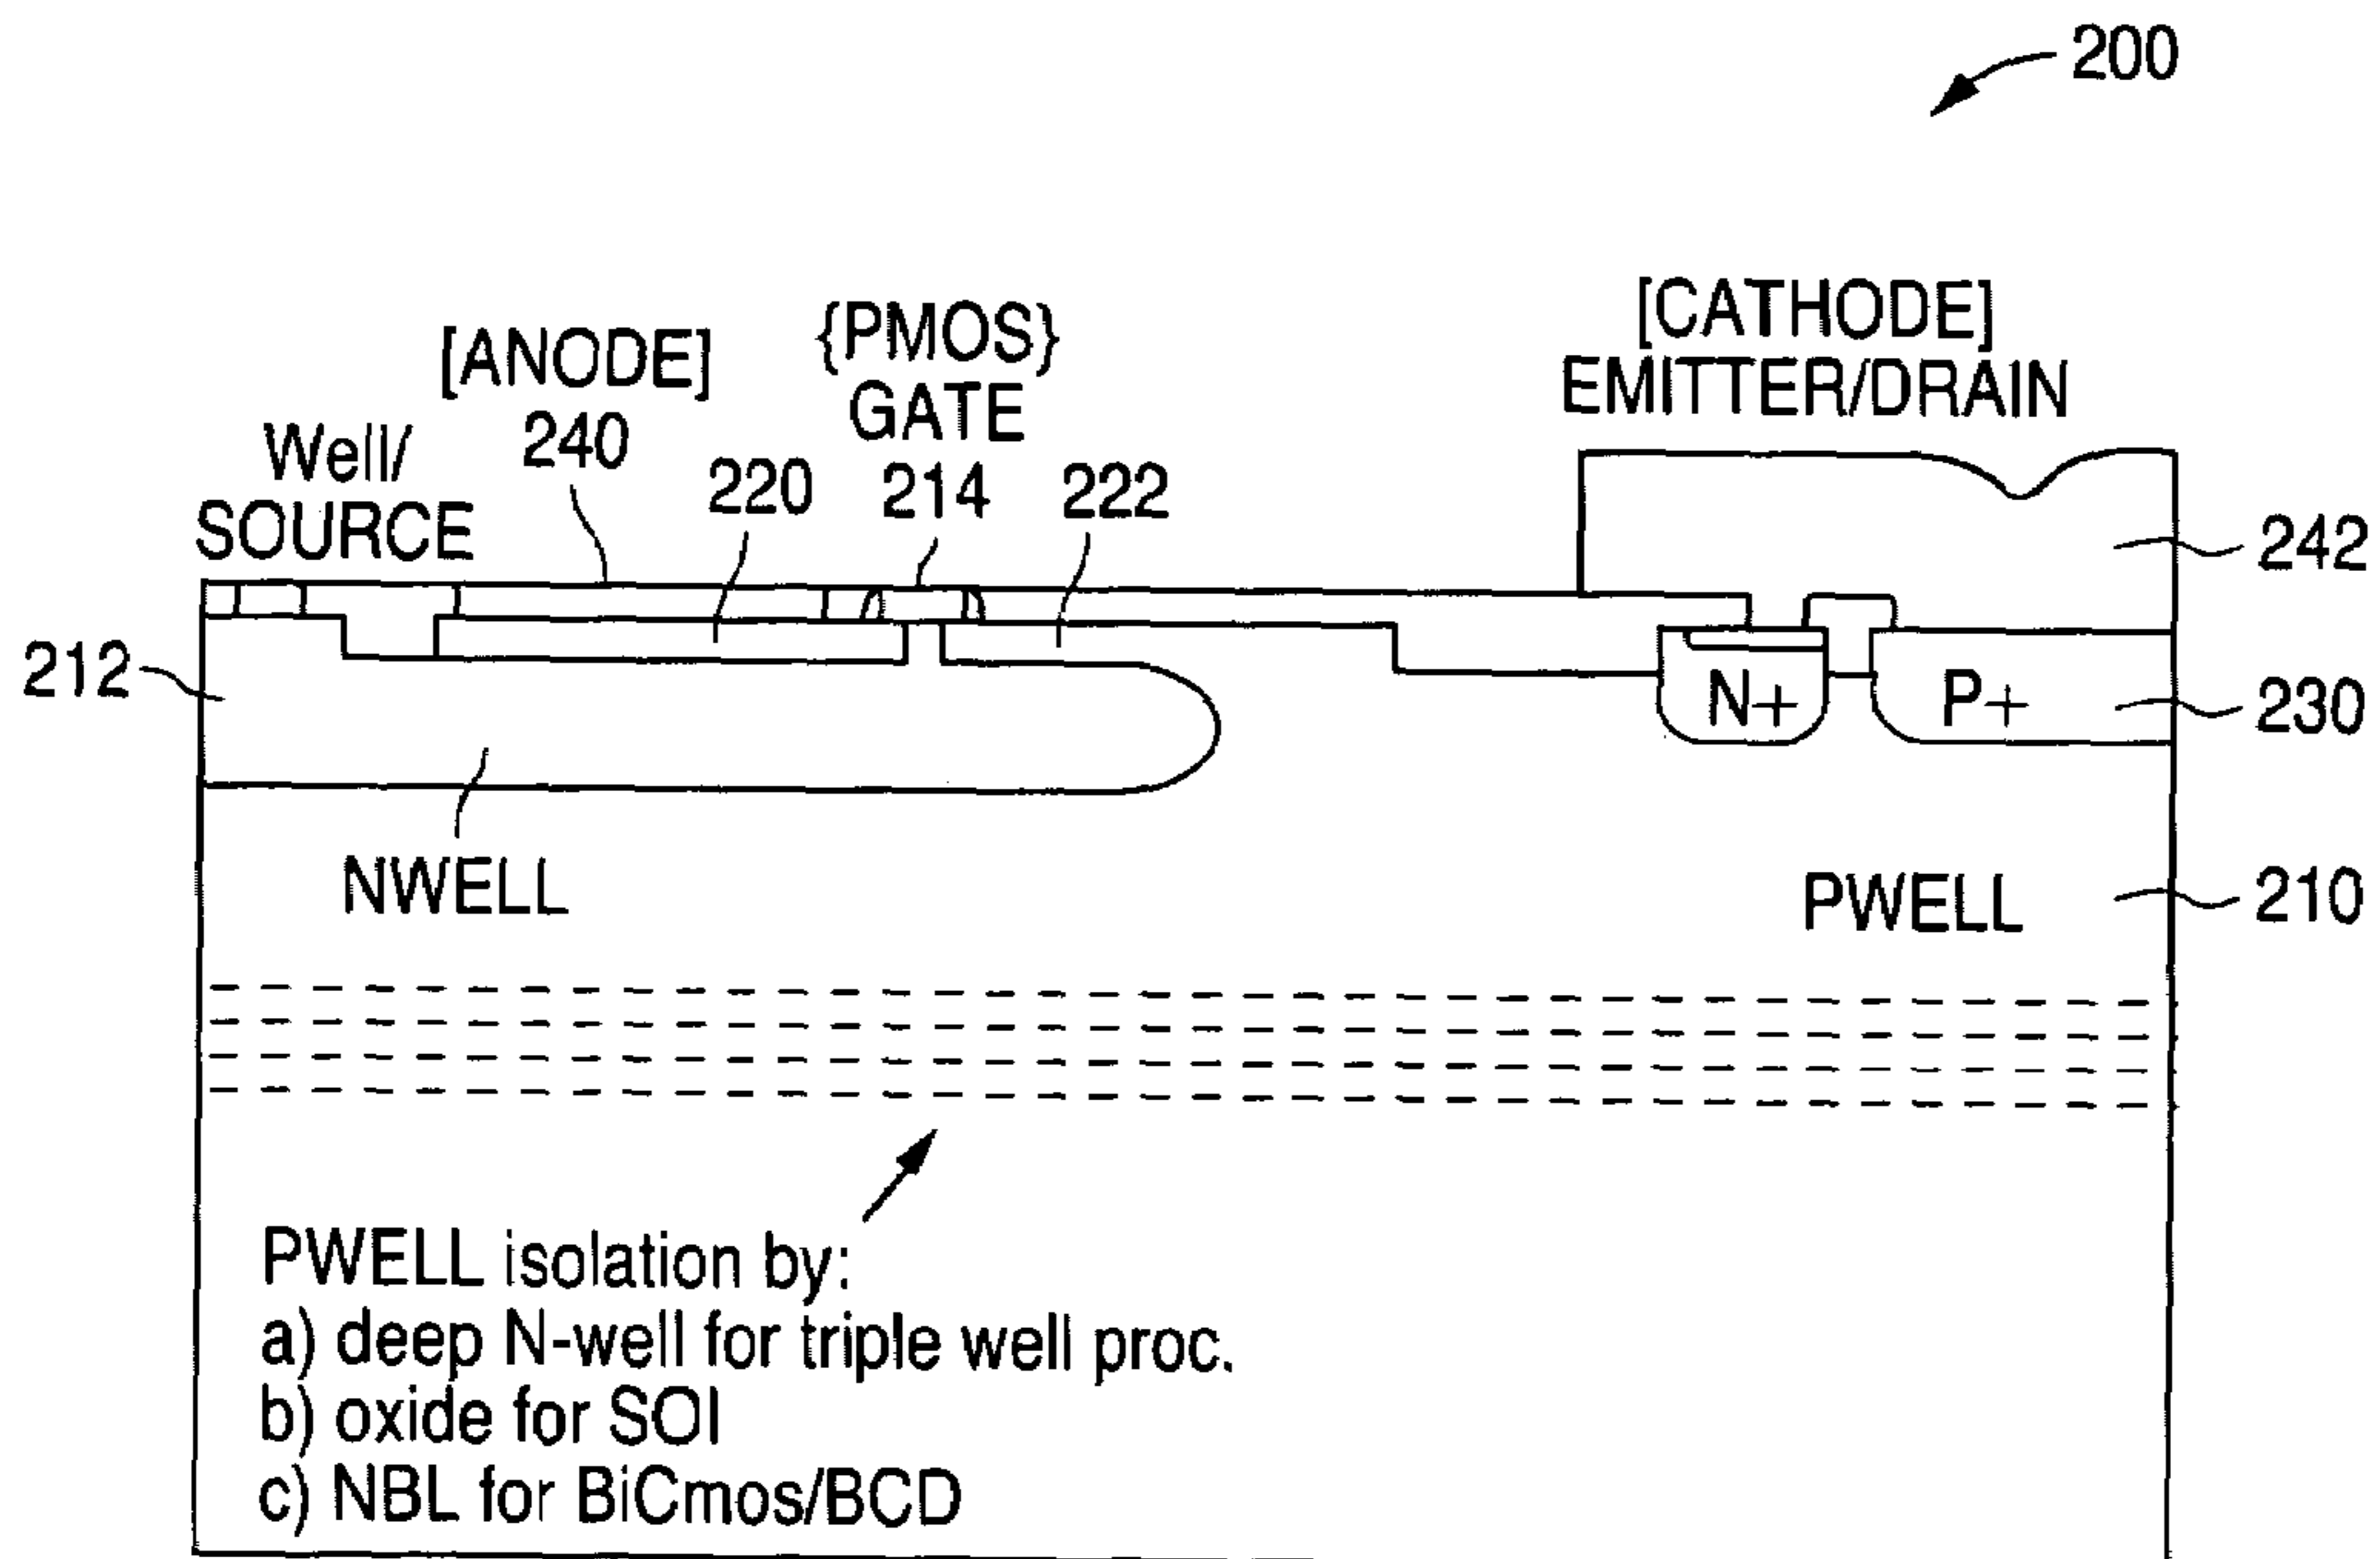 200
[CATHODE]
EMITTER/DRAIN
{PMOS}
GATE
214
[ANODE]
240
Well/
SOURCE
220
222
242
212
N+
P+
230
NWELL
PWELL
210
PWELL isolation by:
a) deep N-well for triple well proc.
b) oxide for SOI
c) NBL for BiCmos/BCD